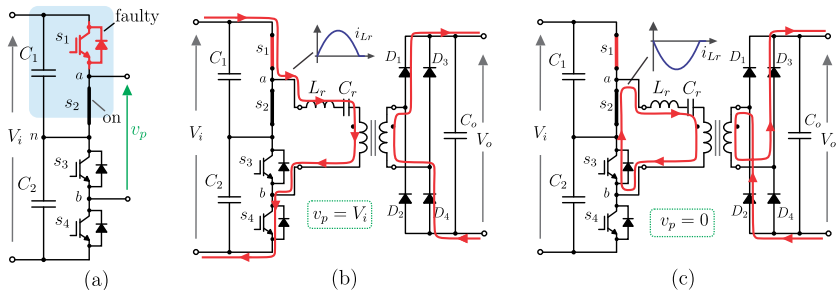 faulty
s1
C1
a
s2
on
Vi
n
vp
s3
C2
b
s4
(a)
iLr
s1
D1
D3
C1
a
Lr
Cr
s2
Vi
Co
Vo
s3
C2
b
D2
D4
s4
vp = Vi
(b)
iLr
s1
D1
D3
C1
a
Lr
Cr
s2
Vi
Co
Vo
s3
C2
b
D2
D4
s4
vp = 0
(c)